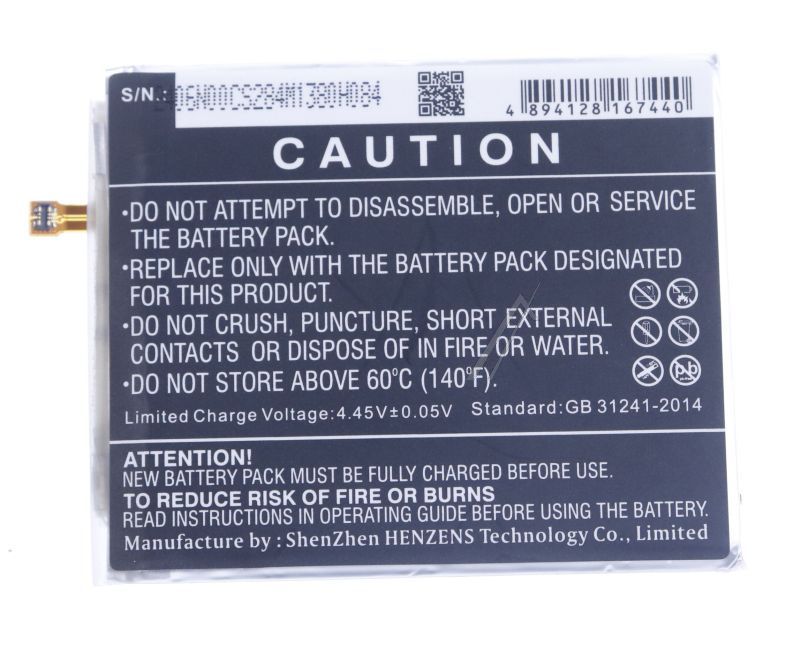 S/N.:
4 894128 167440
CAUTION
•DO NOT ATTEMPT TO DISASSEMBLE, OPEN OR SERVICE
THE BATTERY PACK.
•REPLACE ONLY WITH THE BATTERY PACK DESIGNATED
FOR THIS PRODUCT.
•DO NOT CRUSH, PUNCTURE, SHORT EXTERNAL
CONTACTS OR DISPOSE OF IN FIRE OR WATER.
•DO NOT STORE ABOVE 60°C (140°F).
Pb
Limited Charge Voltage:4.45V±0.05V Standard:GB 31241-2014
ATTENTION!
NEW BATTERY PACK MUST BE FULLY CHARGED BEFORE USE.
TO REDUCE RISK OF FIRE OR BURNS
READ INSTRUCTIONS IN OPERATING GUIDE BEFORE USING THE BATTERY.
Manufacture by : ShenZhen HENZENS Technology Co., Limited